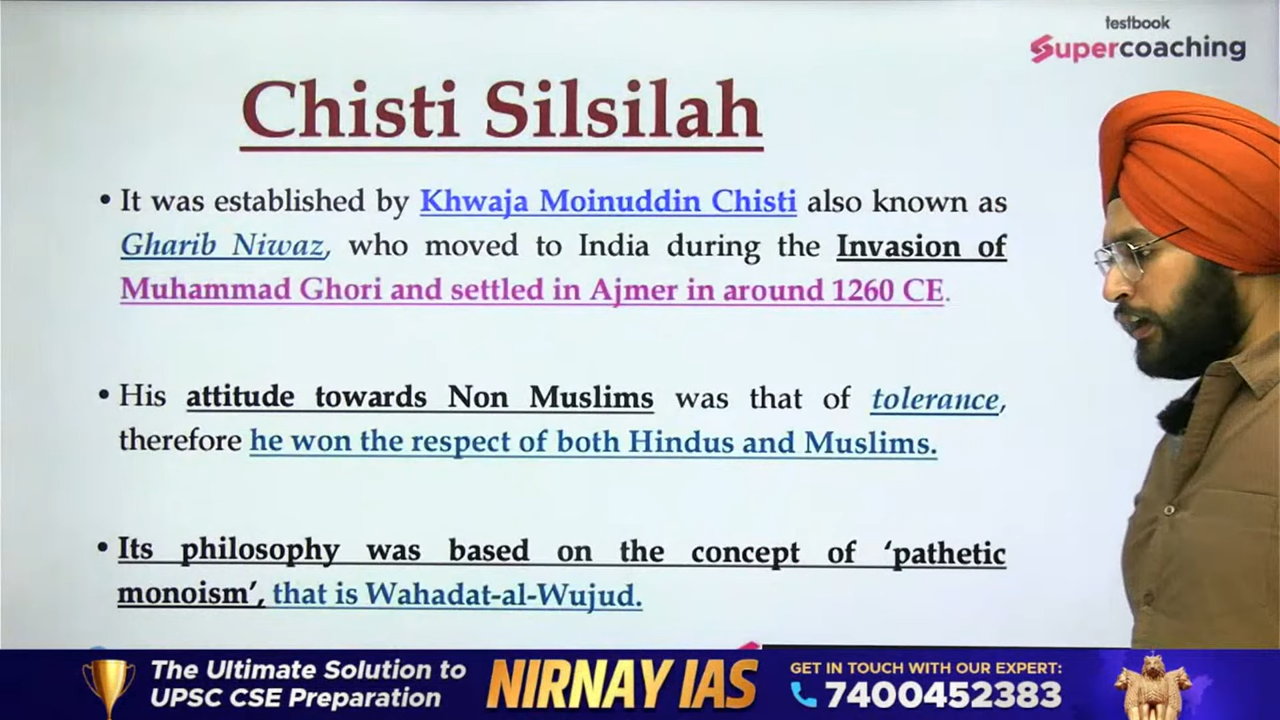 testbook
Supercoaching
Chisti Silsilah
• It was established by Khwaja Moinuddin Chisti also known as
Gharib Niwaz, who moved to India during the Invasion of
Muhammad Ghori and settled in Ajmer in around 1260 CE.
• His attitude towards Non Muslims was that of tolerance,
therefore he won the respect of both Hindus and Muslims.
• Its philosophy was based on the concept of ‘pathetic
monoism’, that is Wahadat-al-Wujud.
The Ultimate Solution to
UPSC CSE Preparation
NIRNAY IAS
GET IN TOUCH WITH OUR EXPERT:
7400452383